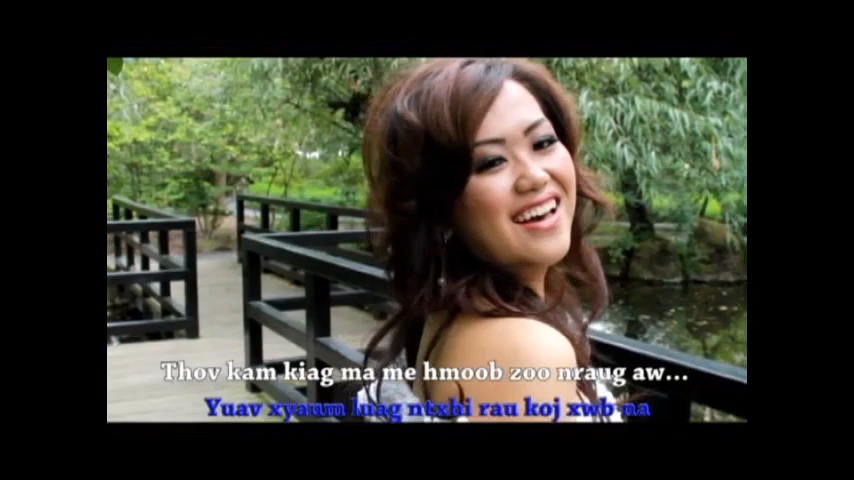 Thov kam kiag ma me hmoob zoo nraug aw...
Yuav xyaum luag ntxhi rau koj xwb na